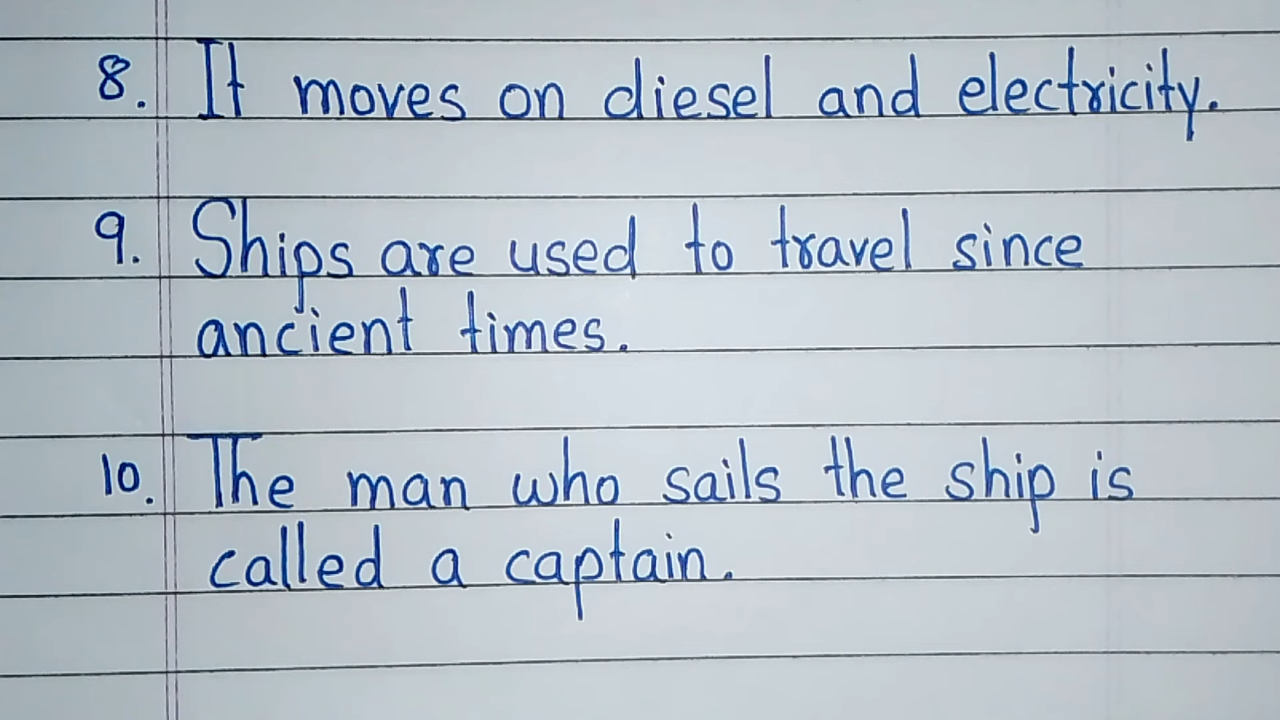 8. It moves on diesel and electricity.
9. Ships are used to travel since
ancient times.
10. The man who sails the ship is
called a captain.